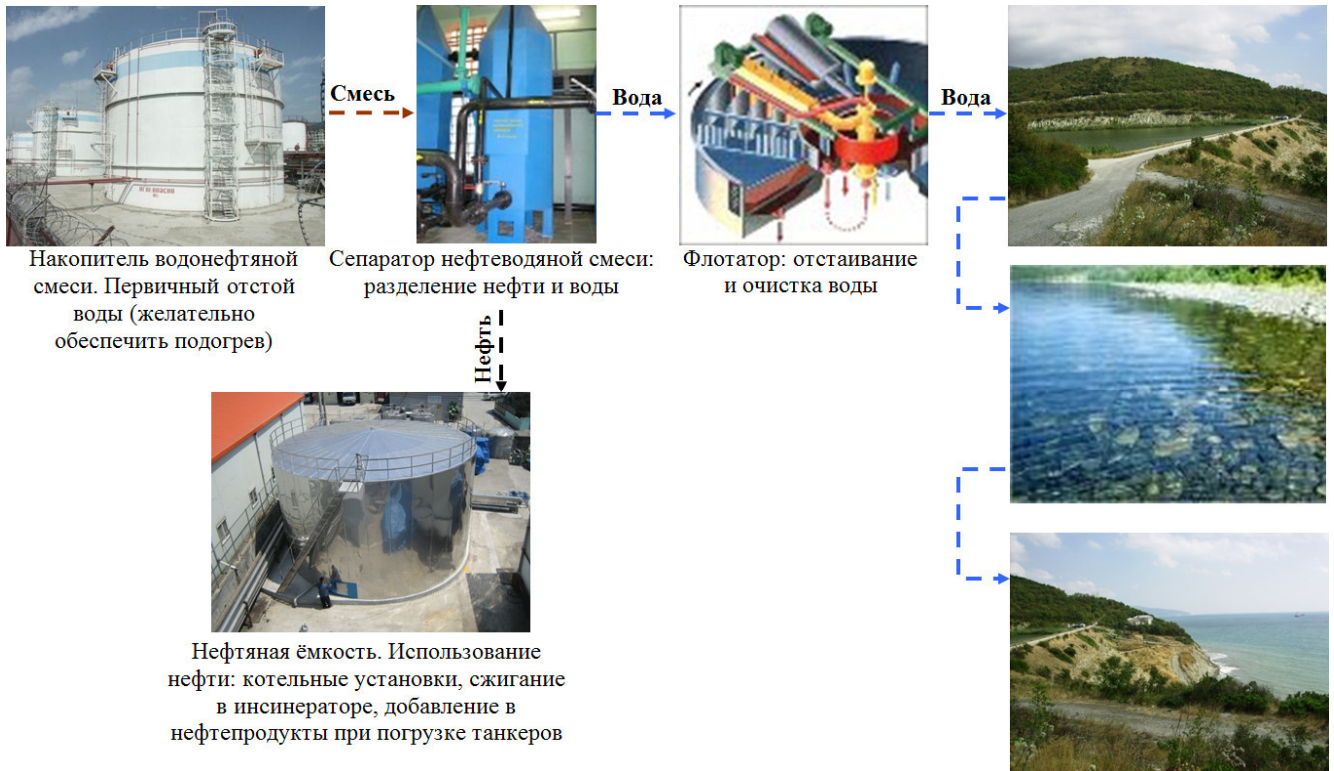 Смесь
Вода
Вода
Накопитель водонефтяной
смеси. Первичный отстой
воды (желательно
обеспечить подогрев)
Сепаратор нефтеводяной смеси:
разделение нефти и воды
Флотатор: отстаивание
и очистка воды
Нефть
Нефтяная ёмкость. Использование
нефти: котельные установки, сжигание
в инсинераторе, добавление в
нефтепродукты при погрузке танкеров